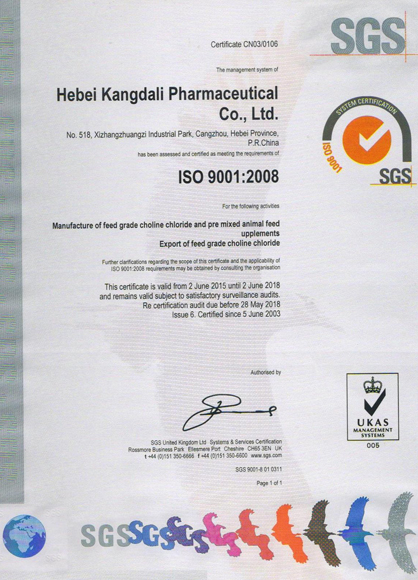 Certificate CN03/0106
SGS
The management system of
Hebei Kangdali Pharmaceutical
Co., Ltd.
No. 518, Xizhangzhuangzi Industrial Park, Cangzhou, Hebei Province,
P.R.China
has been assessed and certified as meeting the requirements of
ISO 9001:2008
SYSTEM CERTIFICATION
ISO 9001
SGS
For the following activities
Manufacture of feed grade choline chloride and pre mixed animal feed
upplements
Export of feed grade choline chloride
Further clarifications regarding the scope of this certificate and the applicability of
ISO 9001:2008 requirements may be obtained by consulting the organisation
This certificate is valid from 2 June 2015 until 2 June 2018
and remains valid subject to satisfactory surveillance audits.
Re certification audit due before 28 May 2018
Issue 6. Certified since 5 June 2003
Authorised by
SGS United Kingdom Ltd Systems & Services Certification
Rossmore Business Park Ellesmere Port Cheshire CH65 3EN UK
t +44 (0)151 350-6666 f +44 (0)151 350-6600 www.sgs.com
SGS 9001-8 01 0311
Page 1 of 1
UKAS
MANAGEMENT
SYSTEMS
005
SGS SGS SGS